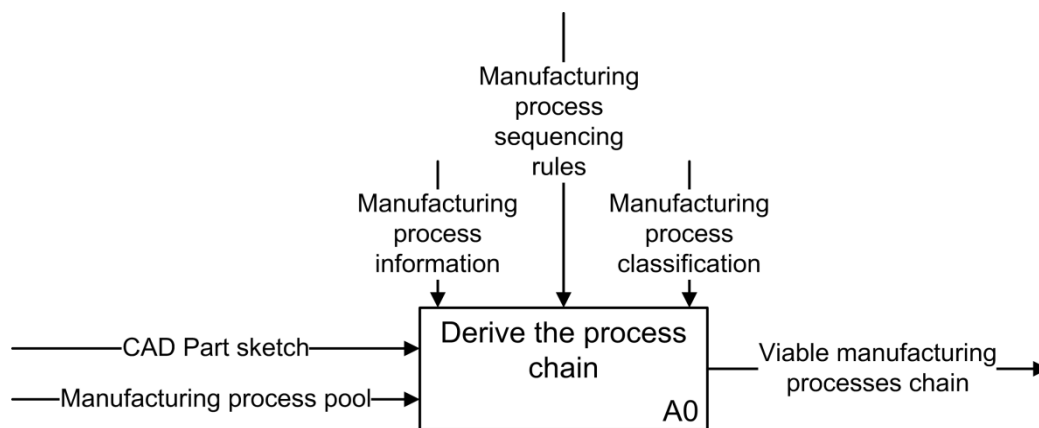 Manufacturing
process
sequencing
rules
Manufacturing
process
information
Manufacturing
process
classification
CAD Part sketch
Manufacturing process pool
Derive the process
chain
A0
Viable manufacturing
processes chain